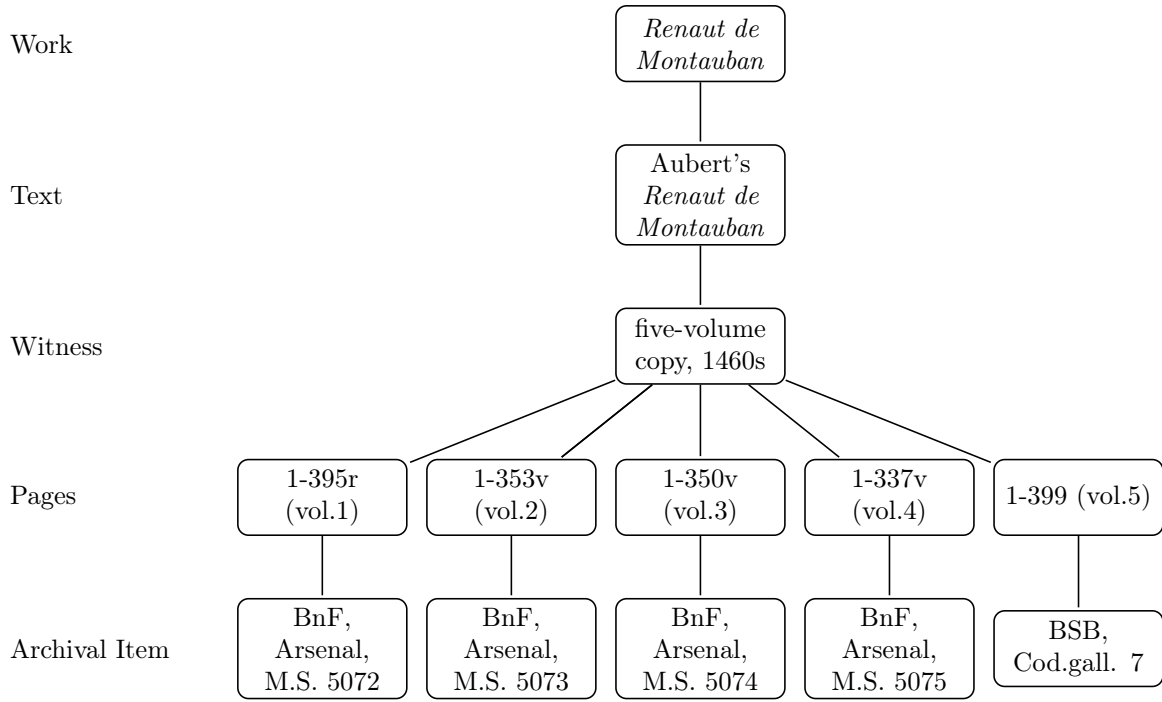 Work
Renaut de
Montauban
Text
Aubert's
Renaut de
Montauban
Witness
five-volume
copy, 1460s
Pages
1-395r
(vol.1)
1-353v
(vol.2)
1-350v
(vol.3)
1-337v
(vol.4)
1-399 (vol.5)
Archival Item
BnF,
Arsenal,
M.S. 5072
BnF,
Arsenal,
M.S. 5073
BnF,
Arsenal,
M.S. 5074
BnF,
Arsenal,
M.S. 5075
BSB,
Cod.gall. 7